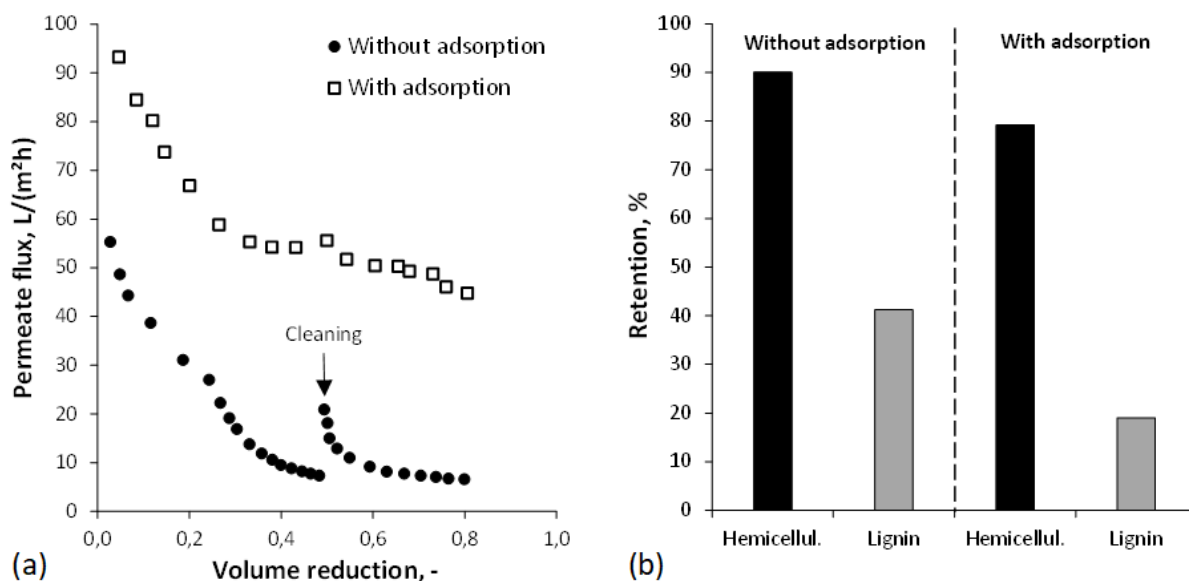 100
90
80
70
60
50
40
30
20
10
0
Permeate flux, L/(m²h)
Without adsorption
With adsorption
Cleaning
0,0
0,2
0,4
0,6
0,8
1,0
Volume reduction, -
(a)
100
90
80
70
60
50
40
30
20
10
0
Retention, %
Without adsorption
With adsorption
Hemicellul.
Lignin
Hemicellul.
Lignin
(b)